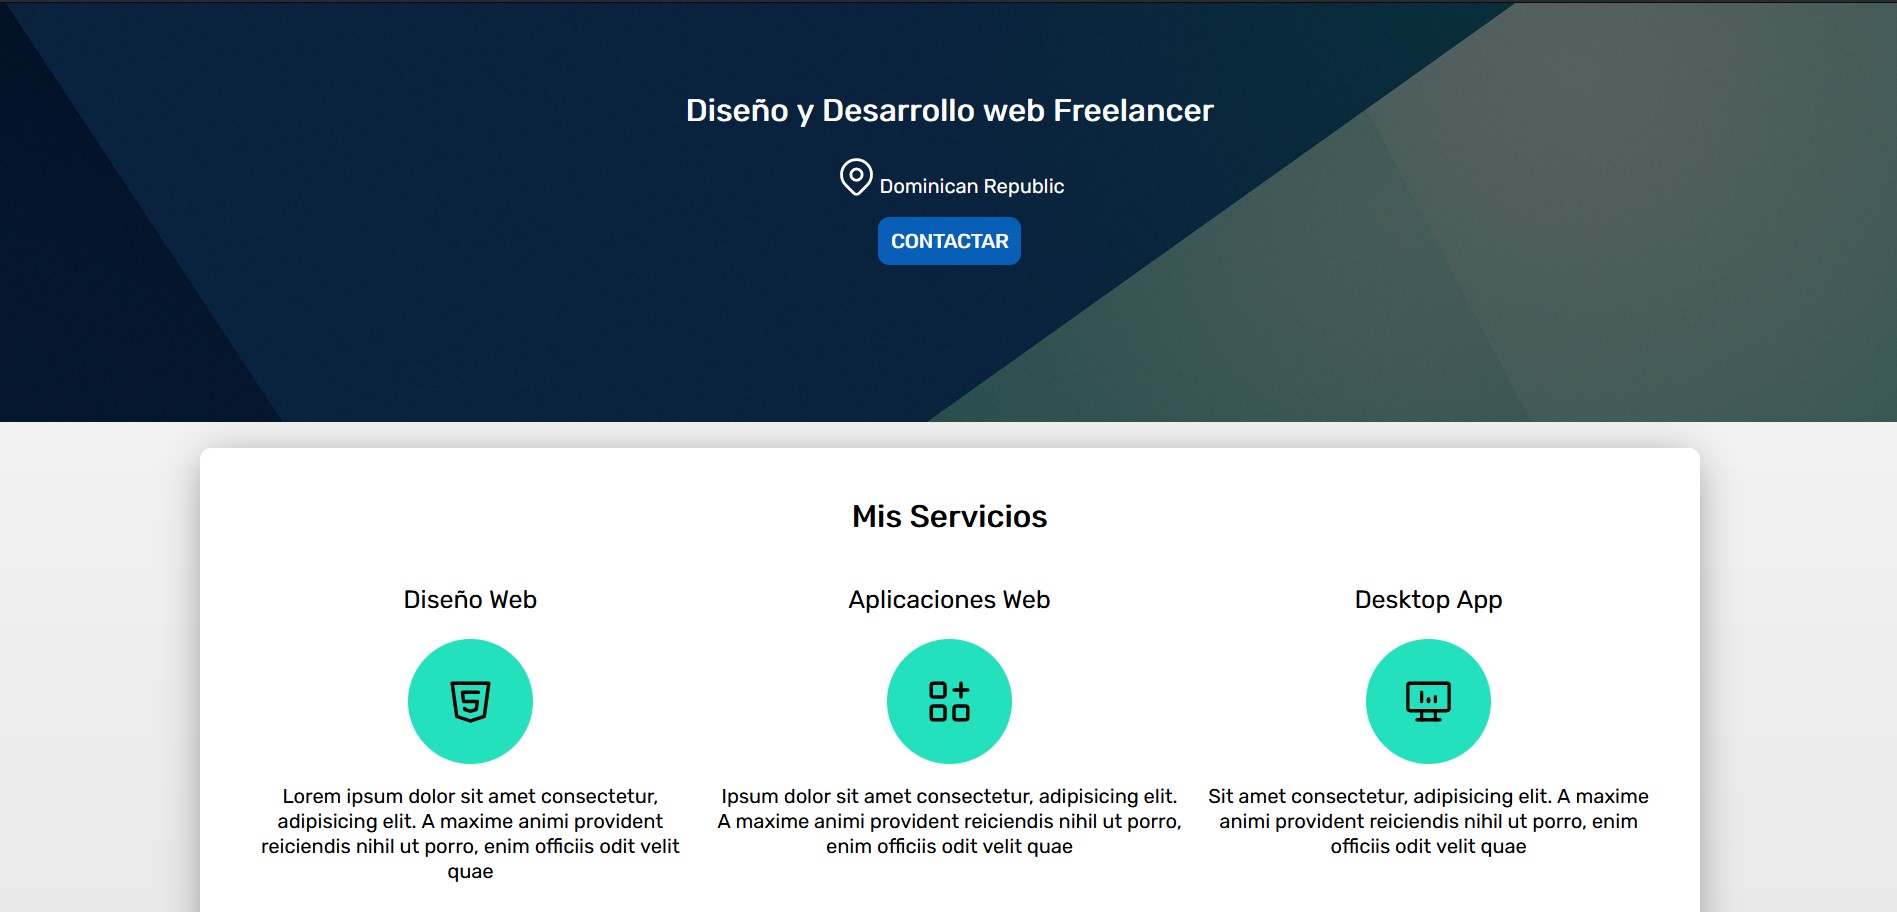 Diseño y Desarrollo web Freelancer
Dominican Republic
CONTACTAR
Mis Servicios
Diseño Web
Lorem ipsum dolor sit amet consectetur,
adipisicing elit. A maxime animi provident
reiciendis nihil ut porro, enim officiis odit velit
quae
Aplicaciones Web
Ipsum dolor sit amet consectetur, adipisicing elit.
A maxime animi provident reiciendis nihil ut porro,
enim officiis odit velit quae
Desktop App
Sit amet consectetur, adipisicing elit. A maxime
animi provident reiciendis nihil ut porro, enim
officiis odit velit quae